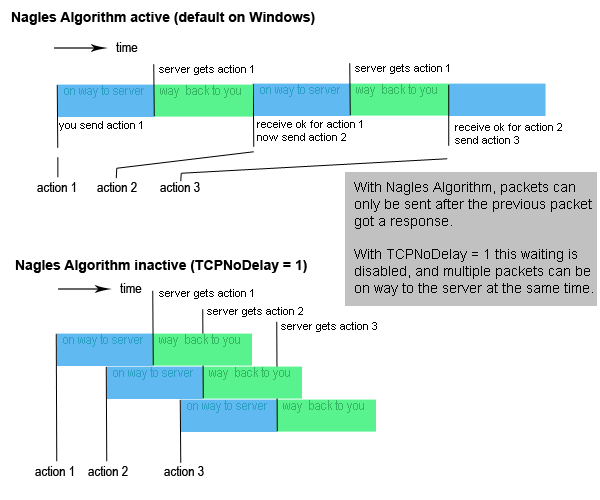 Nagles Algorithm active (default on Windows)
time
server gets action 1
server gets action 1
on way to server
way back to you
on way to server
way back to you
you send action 1
receive ok for action 1
now send action 2
receive ok for action 2
send action 3
action 1
action 2
action 3
With Nagles Algorithm, packets can
only be sent after the previous packet
got a response.
With TCPNoDelay = 1 this waiting is
disabled, and multiple packets can be
on way to the server at the same time.
Nagles Algorithm inactive (TCPNoDelay = 1)
time
server gets action 1
server gets action 2
server gets action 3
on way to server
way back to you
on way to server
way back to you
on way to server
way back to you
action 1
action 2
action 3